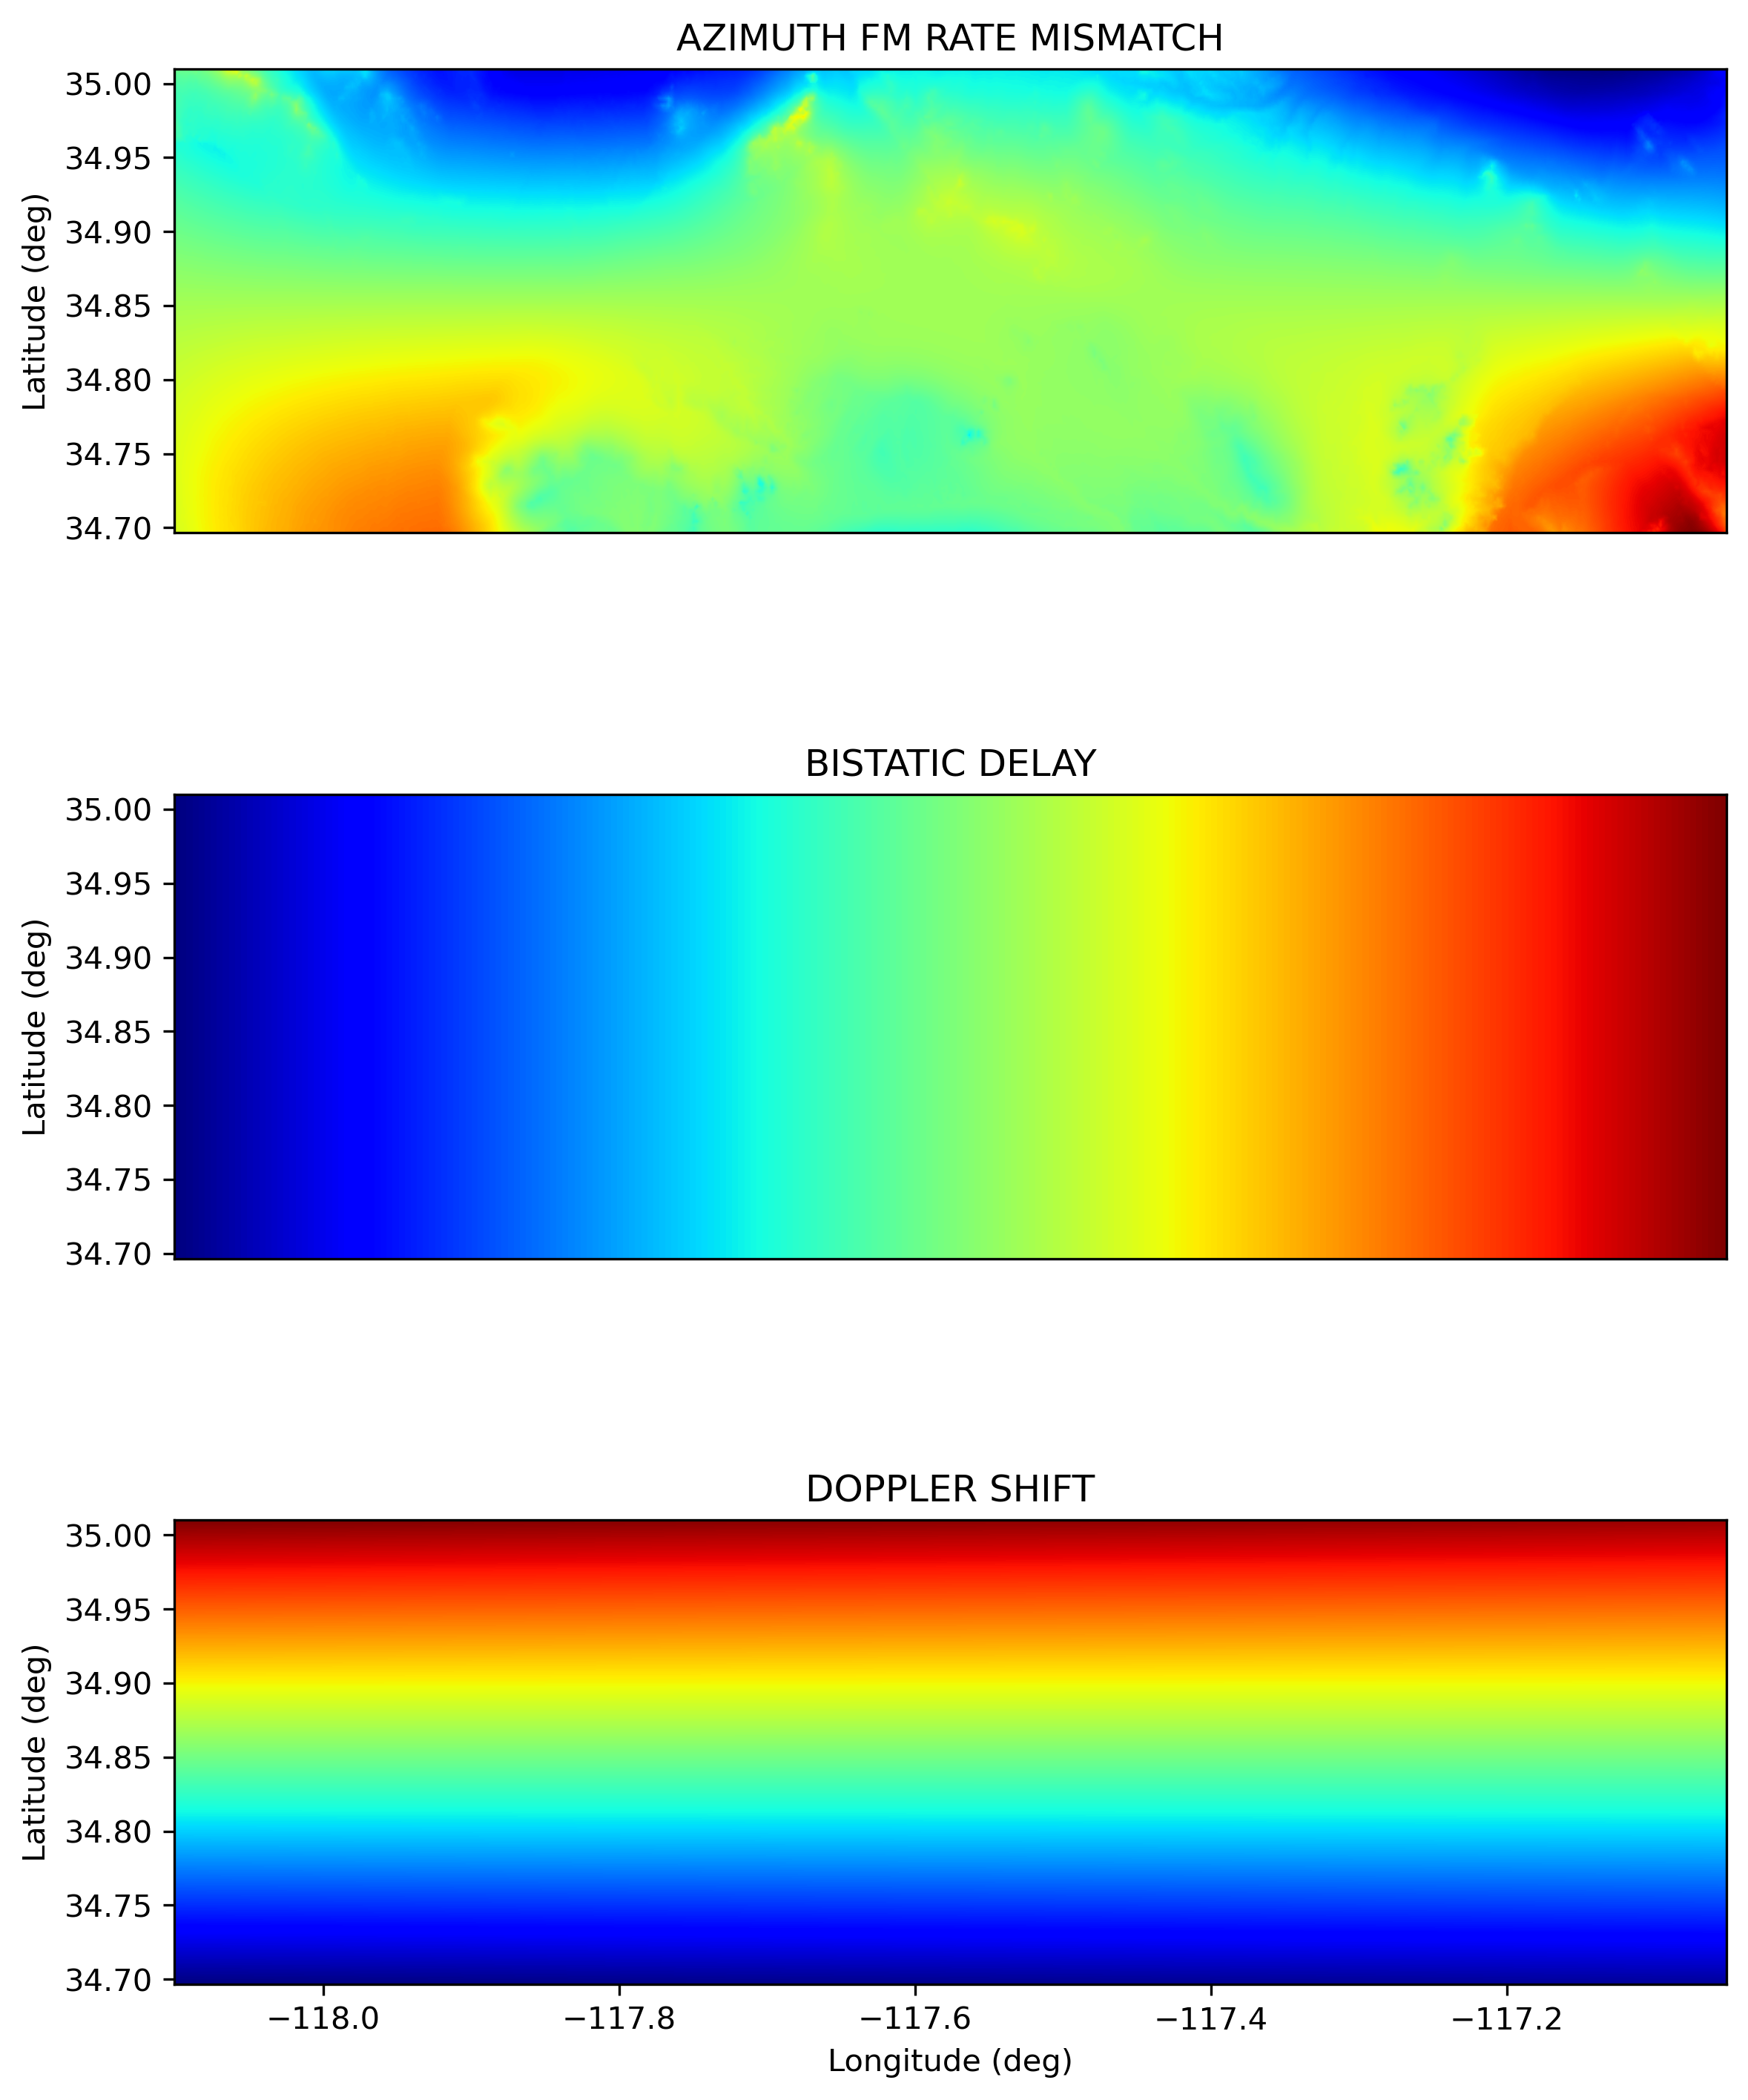 AZIMUTH FM RATE MISMATCH
35.00
34.95
34.90
34.85
34.80
34.75
34.70
Latitude (deg)
BISTATIC DELAY
35.00
34.95
34.90
34.85
34.80
34.75
34.70
Latitude (deg)
DOPPLER SHIFT
35.00
34.95
34.90
34.85
34.80
34.75
34.70
Latitude (deg)
−118.0 −117.8 −117.6 −117.4 −117.2
Longitude (deg)